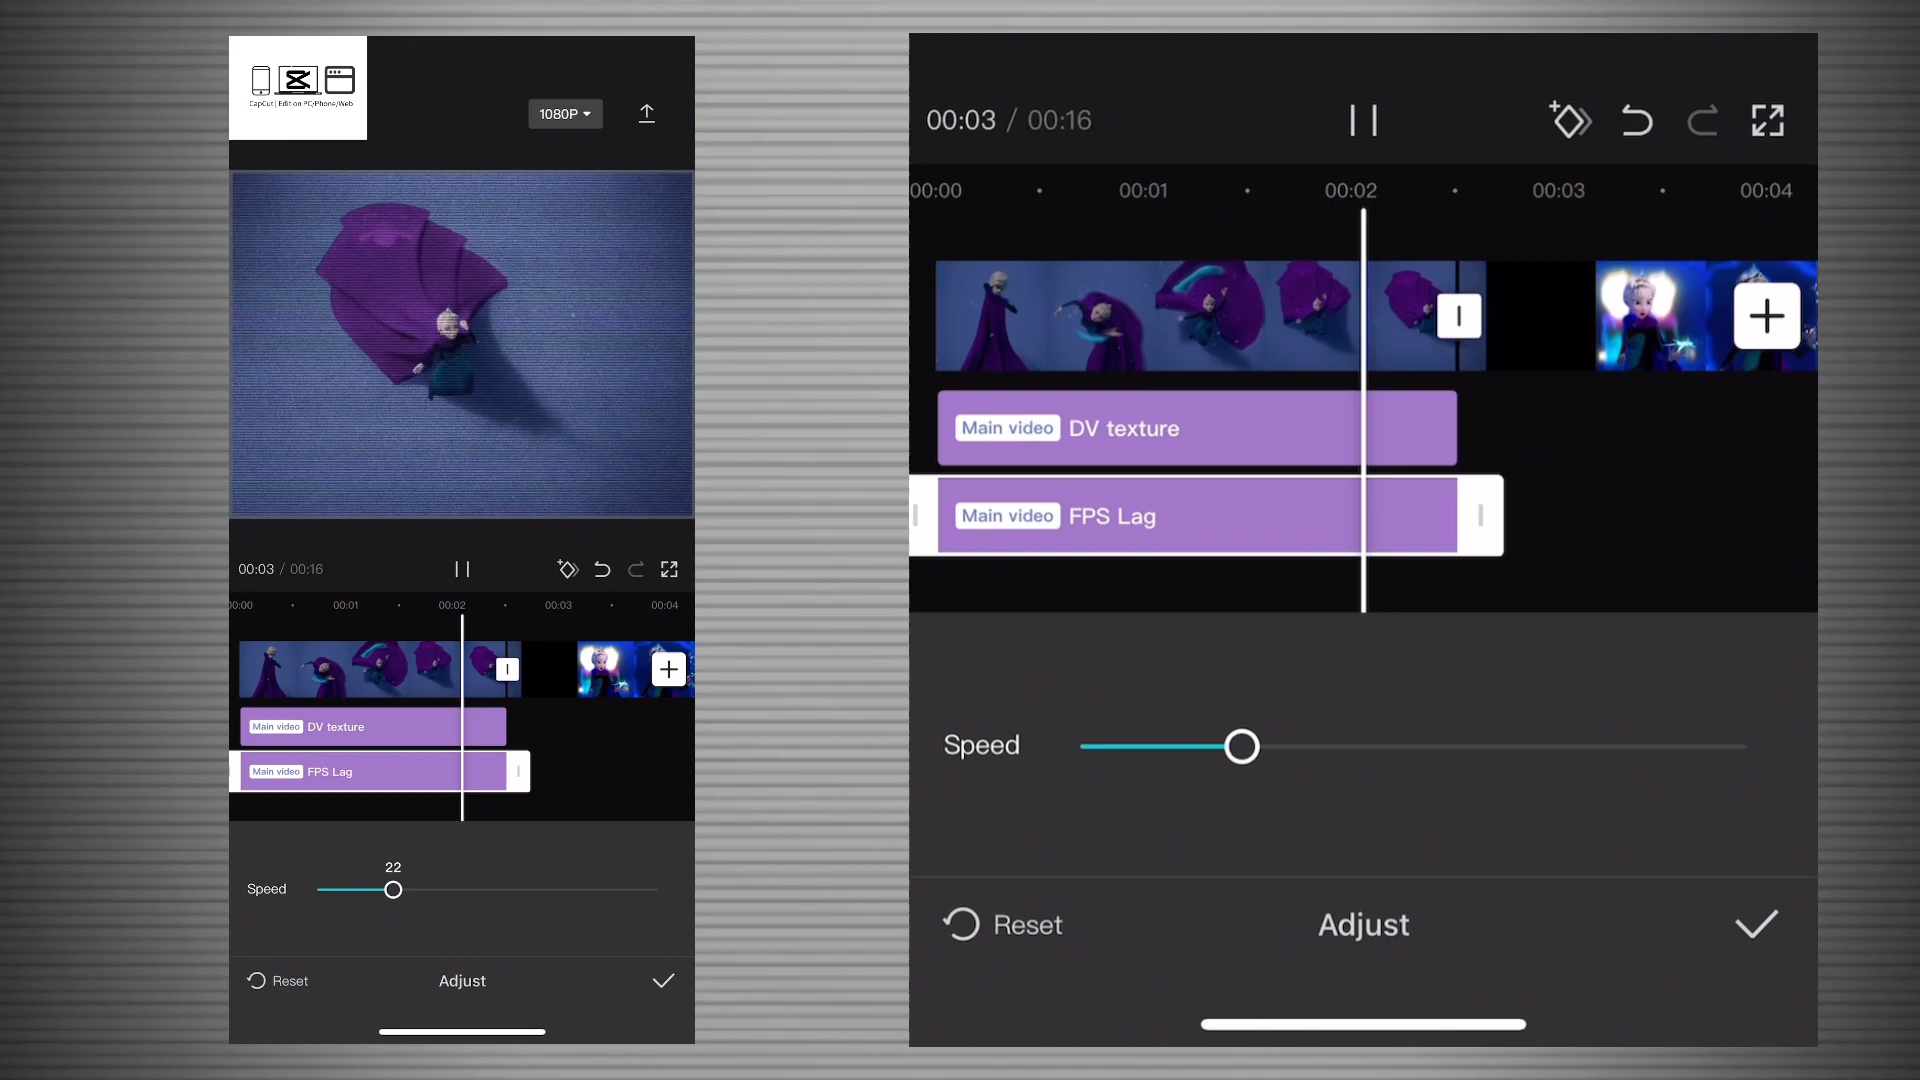 CapCut | Edit on PC/Phone/Web
1080P
00:03 / 00:16
00:00 00:01 00:02 00:03 00:04
Main video DV texture
Main video FPS Lag
22
Speed
Reset Adjust
00:03 / 00:16
00:00 00:01 00:02 00:03 00:04
Main video DV texture
Main video FPS Lag
Speed
Reset Adjust